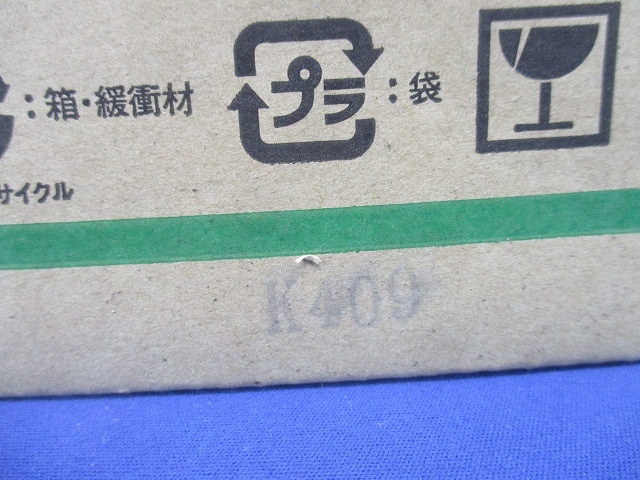 ：箱・緩衝材
プラ
：袋
サイクル
K409